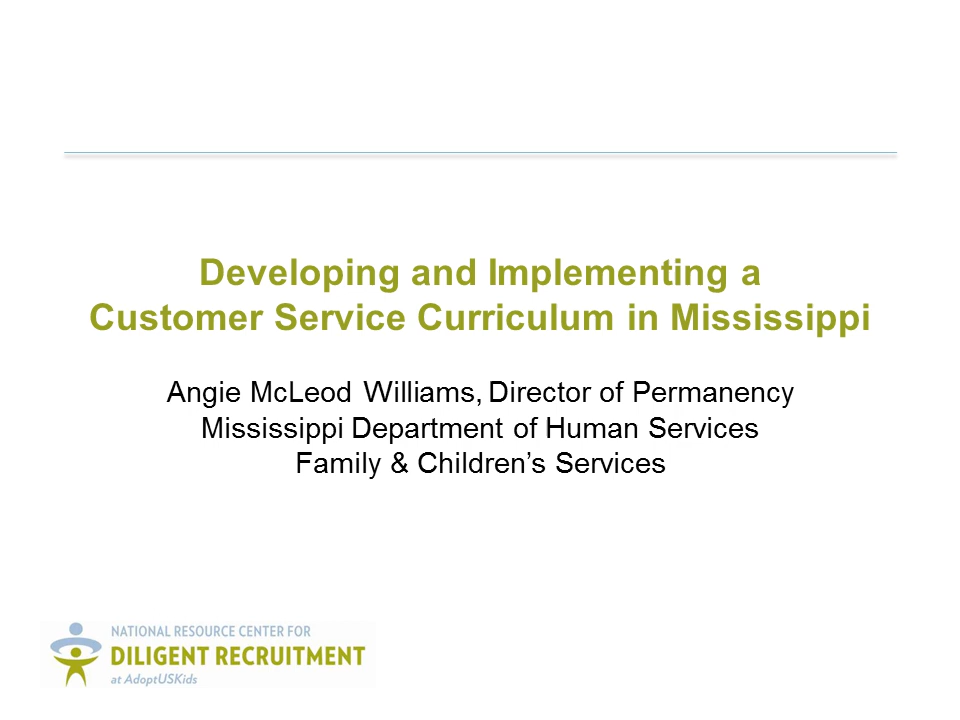 Developing and Implementing a
Customer Service Curriculum in Mississippi
Angie McLeod Williams, Director of Permanency
Mississippi Department of Human Services
Family & Children’s Services
NATIONAL RESOURCE CENTER FOR
DILIGENT RECRUITMENT
at AdoptUSKids